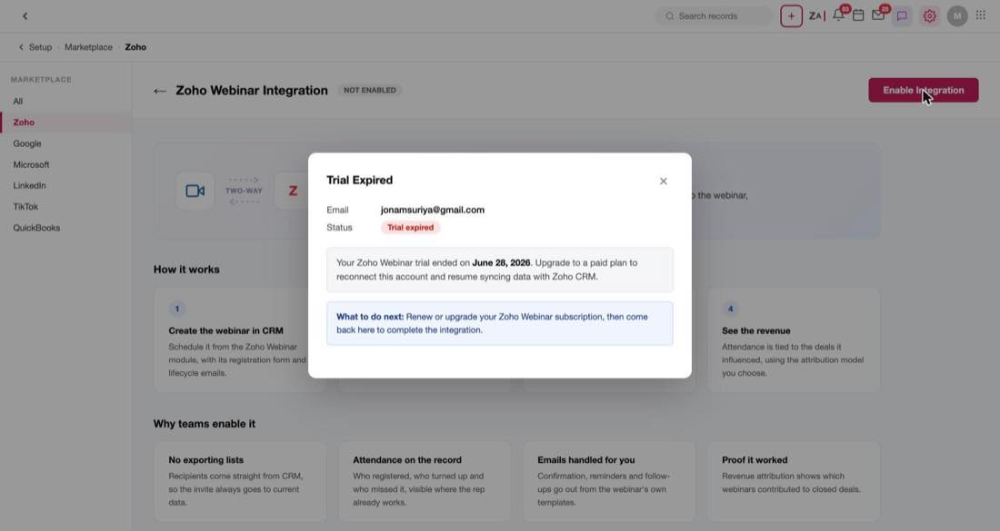 Search records
ZA
83
25
M
Setup · Marketplace · Zoho
MARKETPLACE
All
Zoho
Google
Microsoft
LinkedIn
TikTok
QuickBooks
Zoho Webinar Integration
NOT ENABLED
Enable Integration
TWO-WAY
Z
the webinar,
Trial Expired
Email jonamsuriya@gmail.com
Status Trial expired
Your Zoho Webinar trial ended on June 28, 2026. Upgrade to a paid plan to
reconnect this account and resume syncing data with Zoho CRM.
What to do next: Renew or upgrade your Zoho Webinar subscription, then come
back here to complete the integration.
How it works
1
Create the webinar in CRM
Schedule it from the Zoho Webinar
module, with its registration form and
lifecycle emails.
4
See the revenue
Attendance is tied to the deals it
influenced, using the attribution model
you choose.
Why teams enable it
No exporting lists
Recipients come straight from CRM,
so the invite always goes to current
data.
Attendance on the record
Who registered, who turned up and
who missed it, visible where the rep
already works.
Emails handled for you
Confirmation, reminders and follow-
ups go out from the webinar's own
templates.
Proof it worked
Revenue attribution shows which
webinars contributed to closed deals.